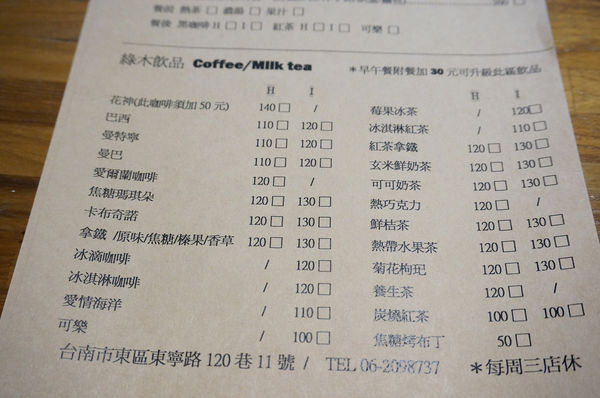 餐前 熱茶□ 濃湯□ 果汁□
餐後 黑咖啡 H□ I□ 紅茶 H□ I□ 可樂□
綠木飲品 Coffee/Milk tea ＊早午餐附餐加 30 元可升級此區飲品
H I H I
花神(此咖啡須加 50 元) 140□ / 莓果冰茶 / 120□
巴西 110□ 120□ 冰淇淋紅茶 / 110□
曼特寧 110□ 120□ 紅茶拿鐵 120□ 130□
曼巴 110□ 120□ 玄米鮮奶茶 120□ 130□
愛爾蘭咖啡 120□ / 可可奶茶 120□ 130□
焦糖瑪琪朵 120□ 130□ 熱巧克力 120□ /
卡布奇諾 120□ 130□ 鮮桔茶 120□ 130□
拿鐵 /原味/焦糖/榛果/香草 120□ 130□ 熱帶水果茶 120□ 130□
冰滴咖啡 / 120□ 菊花枸杞 120□ 130□
冰淇淋咖啡 / 120□ 養生茶 120□ /
愛情海洋 / 110□ 炭燒紅茶 100□ 100□
可樂 / 100□ 焦糖烤布丁 50□
台南市東區東寧路 120 巷 11 號 / TEL 06-2098737 ＊每周三店休